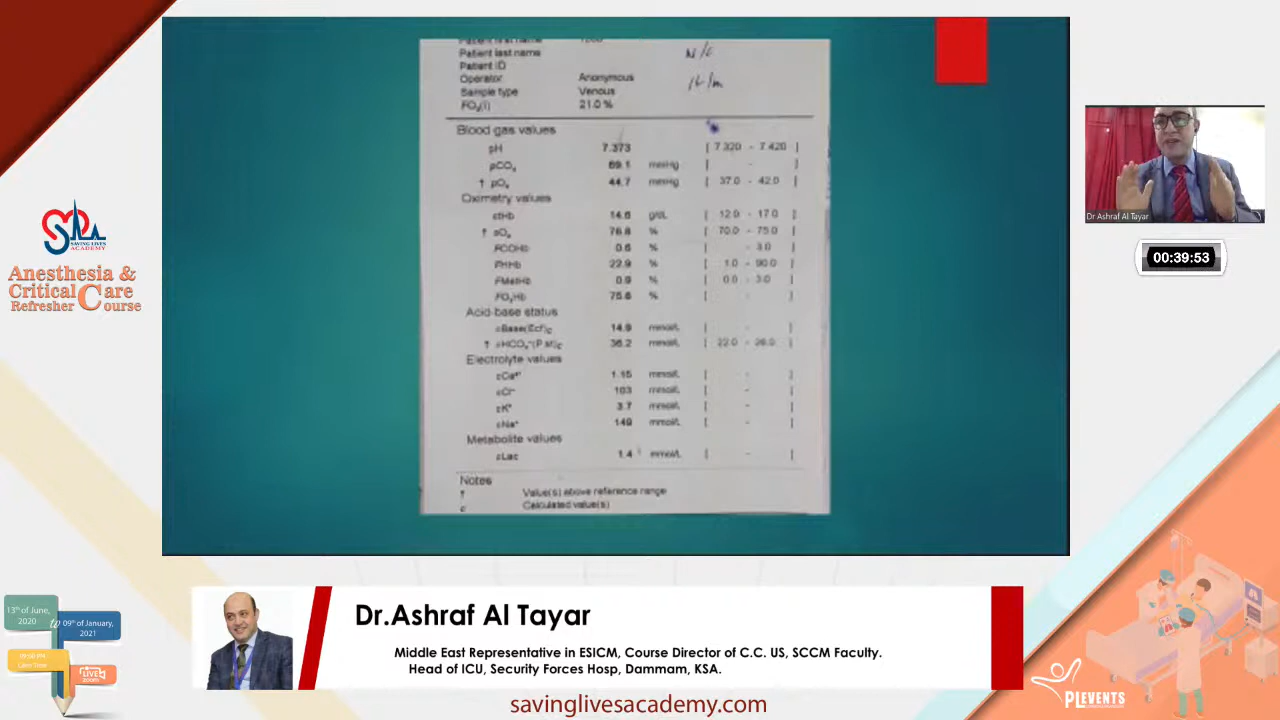 Patient last name
Patient ID
Operator Anonymous
Sample type Venous
FO₂(I) 21.0 %
N/C
Blood gas values
pH 7.373 [ 7.320 - 7.420 ]
pCO₂ 69.1 mmHg [ - ]
↑ pO₂ 44.7 mmHg [ 37.0 - 42.0 ]
Oximetry values
ctHb 14.6 g/dL [ 12.0 - 17.0 ]
↑ sO₂ 76.8 % [ 70.0 - 75.0 ]
FCOHb 0.6 % [ - 3.0 ]
FHHb 22.9 % [ 1.0 - 90.0 ]
FMetHb 0.9 % [ 0.0 - 3.0 ]
FO₂Hb 75.6 % [ - ]
Acid-base status
cBase(Ecf)c 14.9 mmol/L [ - ]
↑ cHCO₃⁻(P,st)c 36.2 mmol/L [ 22.0 - 26.0 ]
Electrolyte values
cCa²⁺ 1.15 mmol/L [ - ]
cCl⁻ 103 mmol/L [ - ]
cK⁺ 3.7 mmol/L [ - ]
cNa⁺ 149 mmol/L [ - ]
Metabolite values
cLac 1.4 mmol/L [ - ]
Notes
↑ Value(s) above reference range
c Calculated value(s)
Dr Ashraf Al Tayar
00:39:53
SAVING LIVES
ACADEMY
Anesthesia &
Critical Care
Refresher Course
13th of June,
2020
to
09th of January,
2021
LIVE
Dr.Ashraf Al Tayar
Middle East Representative in ESICM, Course Director of C.C. US, SCCM Faculty.
Head of ICU, Security Forces Hosp, Dammam, KSA.
savinglivesacademy.com
PLEVENTS